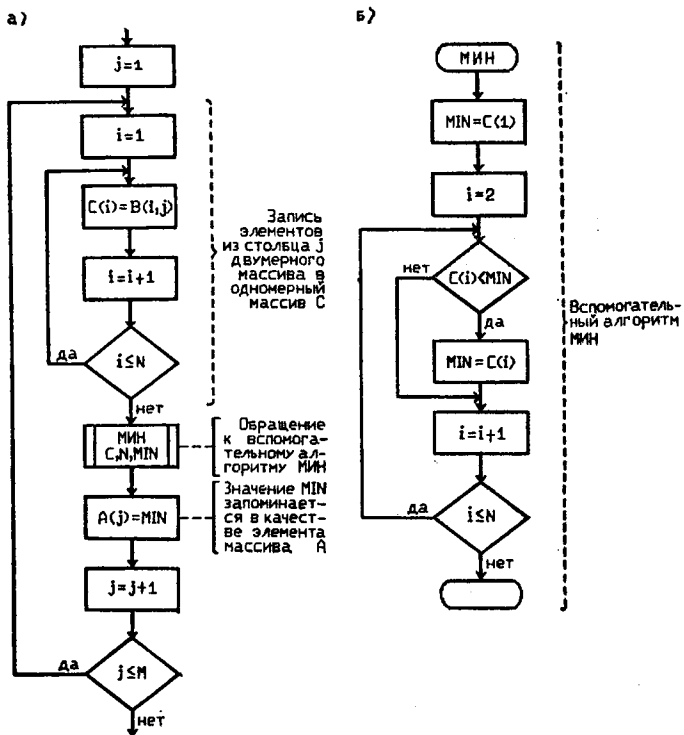 а)
j=1
i=1
C(i)=B(i,j)
i=i+1
i≤N
да
нет
Запись
элементов
из столбца j
двумерного
массива в
одномерный
массив C
МИН
C,N,MIN
Обращение
к вспомога-
тельному ал-
горитму МИН
A(j)=MIN
Значение MIN
запоминает-
ся в качест-
ве элемента
массива A
j=j+1
j≤M
да
нет
б)
МИН
MIN=C(1)
i=2
C(i)<MIN
нет
да
MIN=C(i)
i=i+1
i≤N
да
нет
Вспомогатель-
ный алгоритм
МИН